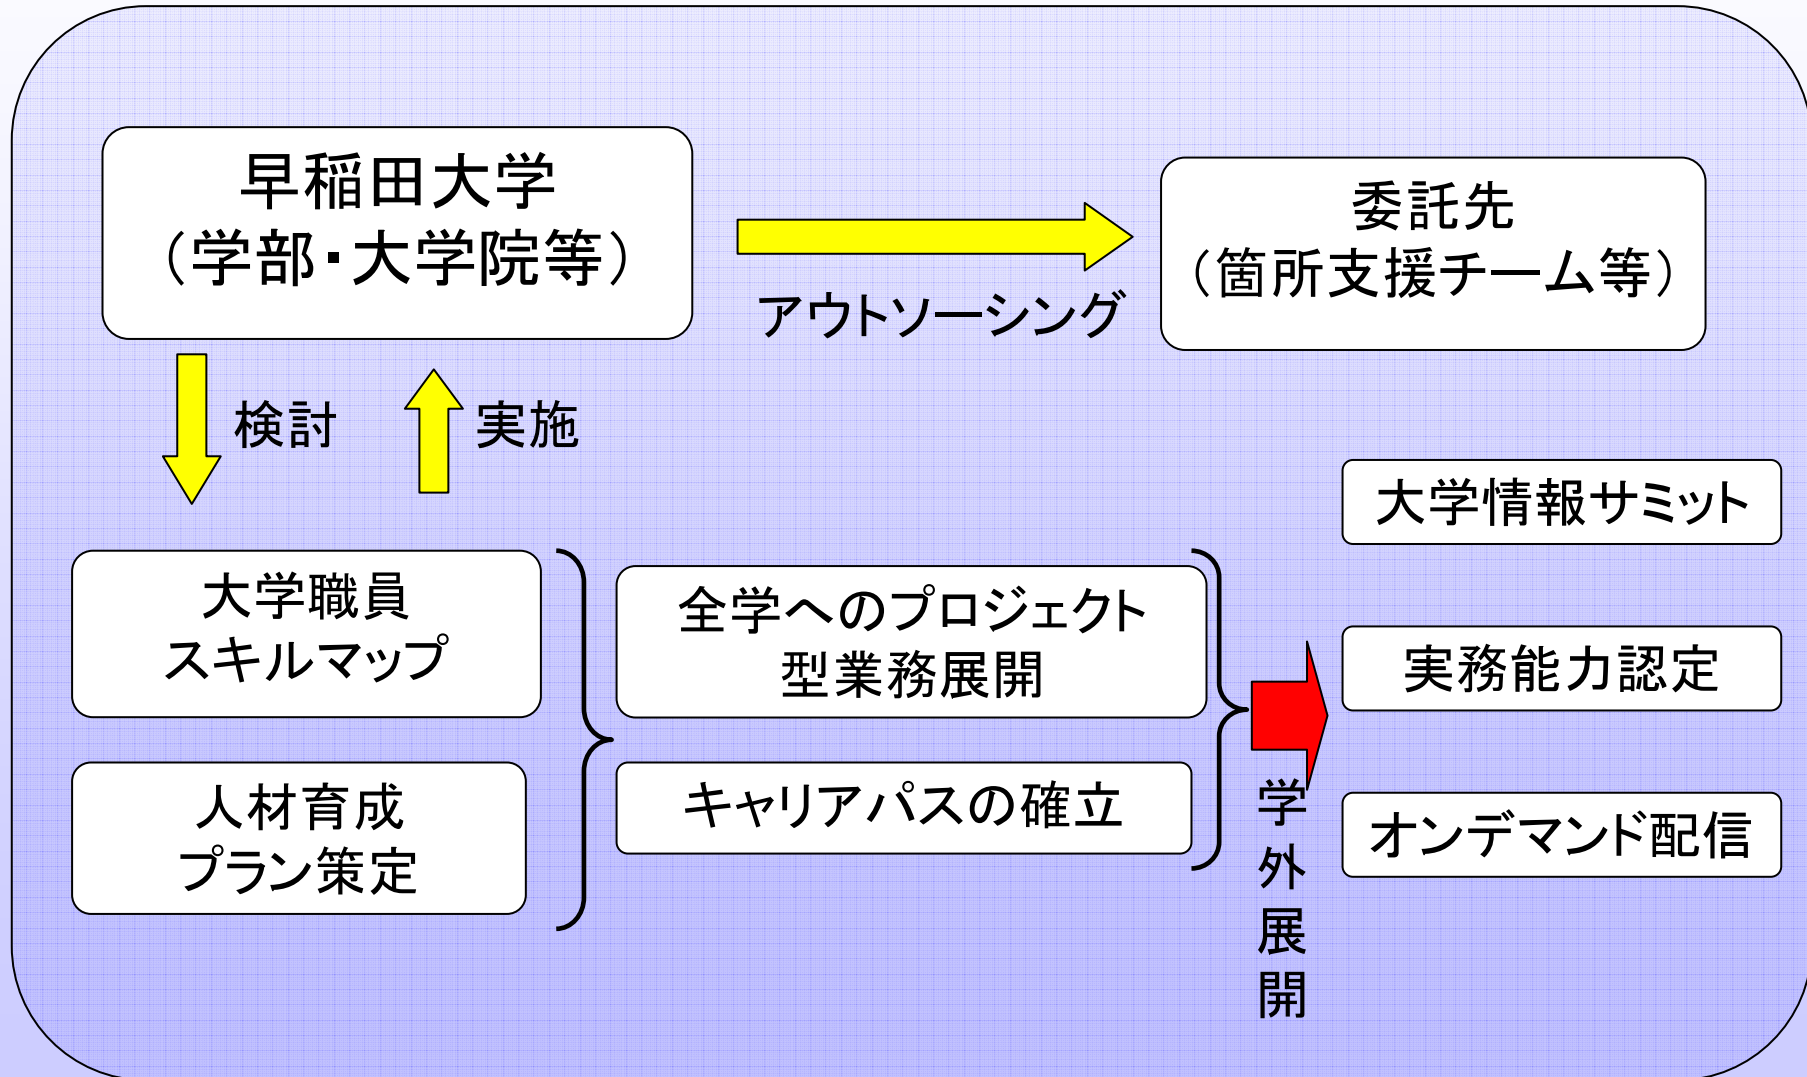 早稲田大学
（学部・大学院等）
委託先
（箇所支援チーム等）
アウトソーシング
検討
実施
大学職員
スキルマップ
人材育成
プラン策定
全学へのプロジェクト
型業務展開
キャリアパスの確立
学外展開
大学情報サミット
実務能力認定
オンデマンド配信